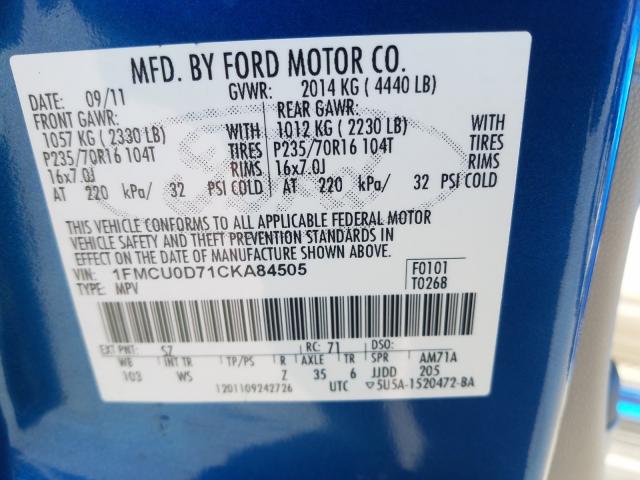 MFD. BY FORD MOTOR CO.
DATE: 09/11 GVWR: 2014 KG ( 4440 LB)
FRONT GAWR: REAR GAWR:
1057 KG ( 2330 LB) WITH 1012 KG ( 2230 LB) WITH
P235/70R16 104T TIRES P235/70R16 104T TIRES
16x7.0J RIMS 16x7.0J RIMS
AT 220 kPa/ 32 PSI COLD AT 220 kPa/ 32 PSI COLD
THIS VEHICLE CONFORMS TO ALL APPLICABLE FEDERAL MOTOR
VEHICLE SAFETY AND THEFT PREVENTION STANDARDS IN
EFFECT ON THE DATE OF MANUFACTURE SHOWN ABOVE.
VIN: 1FMCU0D71CKA84505 F0101
TYPE: MPV T0268
EXT PNT: SZ RC: 71 DSO:
WB INT TR TP/PS R AXLE TR SPR AM71A
103 WS Z 35 6 JJDD 205
1201109242726 UTC ▽5U5A-1520472-BA
Ford